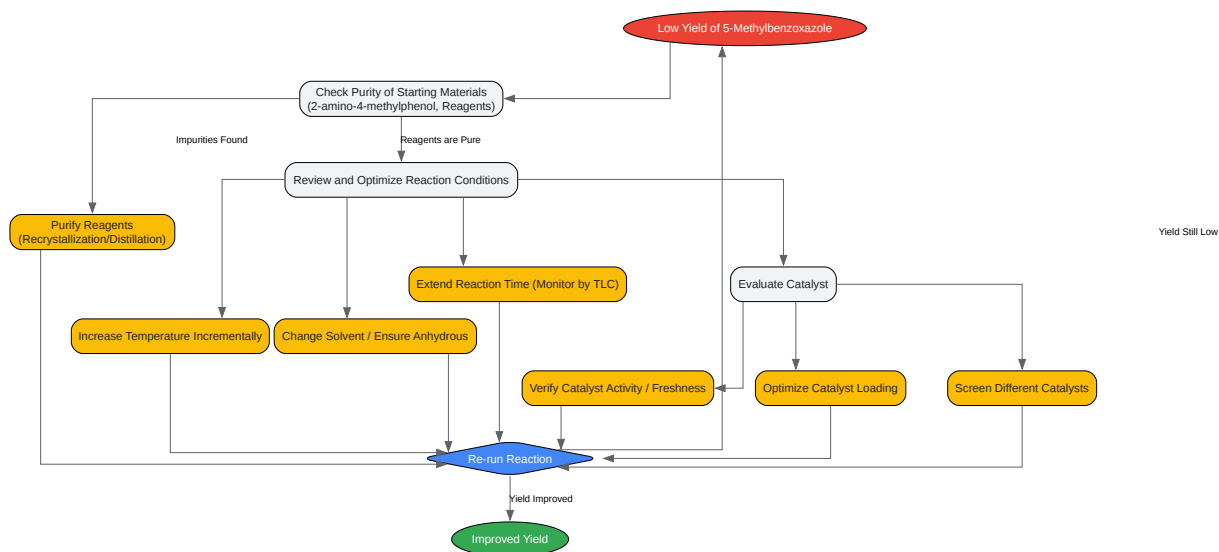 Low Yield of 5-Methylbenzoxazole
Check Purity of Starting Materials
(2-amino-4-methylphenol, Reagents)
Impurities Found
Reagents are Pure
Review and Optimize Reaction Conditions
Purify Reagents
(Recrystallization/Distillation)
Yield Still Low
Extend Reaction Time (Monitor by TLC)
Evaluate Catalyst
Increase Temperature Incrementally
Change Solvent / Ensure Anhydrous
Verify Catalyst Activity / Freshness
Optimize Catalyst Loading
Screen Different Catalysts
Re-run Reaction
Yield Improved
Improved Yield